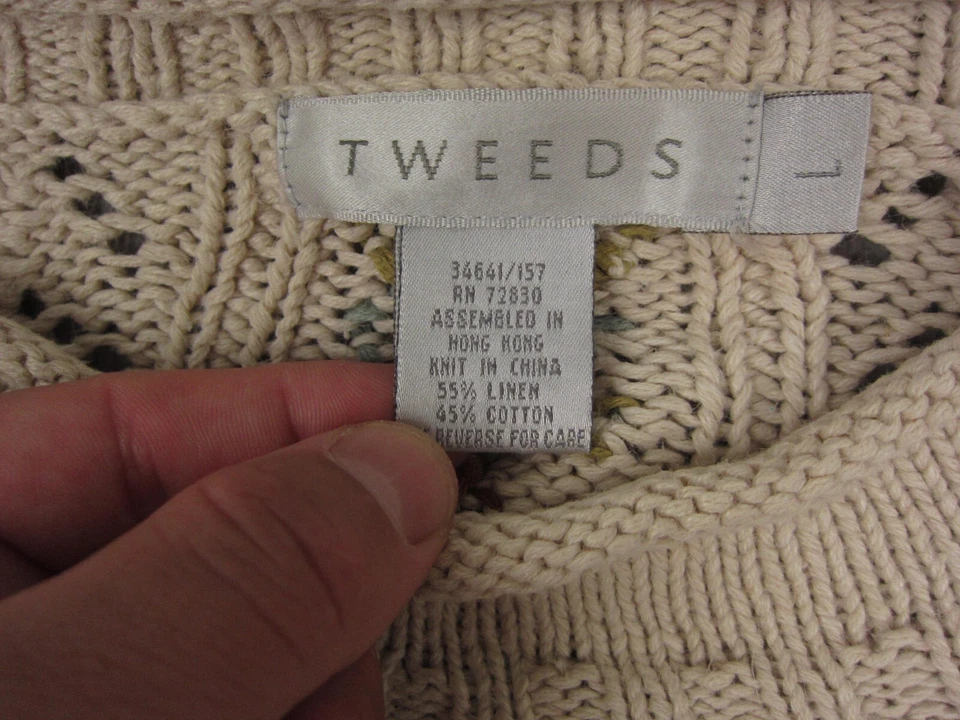 TWEEDS
L
34641/157
RN 72830
ASSEMBLED IN
HONG KONG
KNIT IN CHINA
55% LINEN
45% COTTON
REVERSE FOR CARE